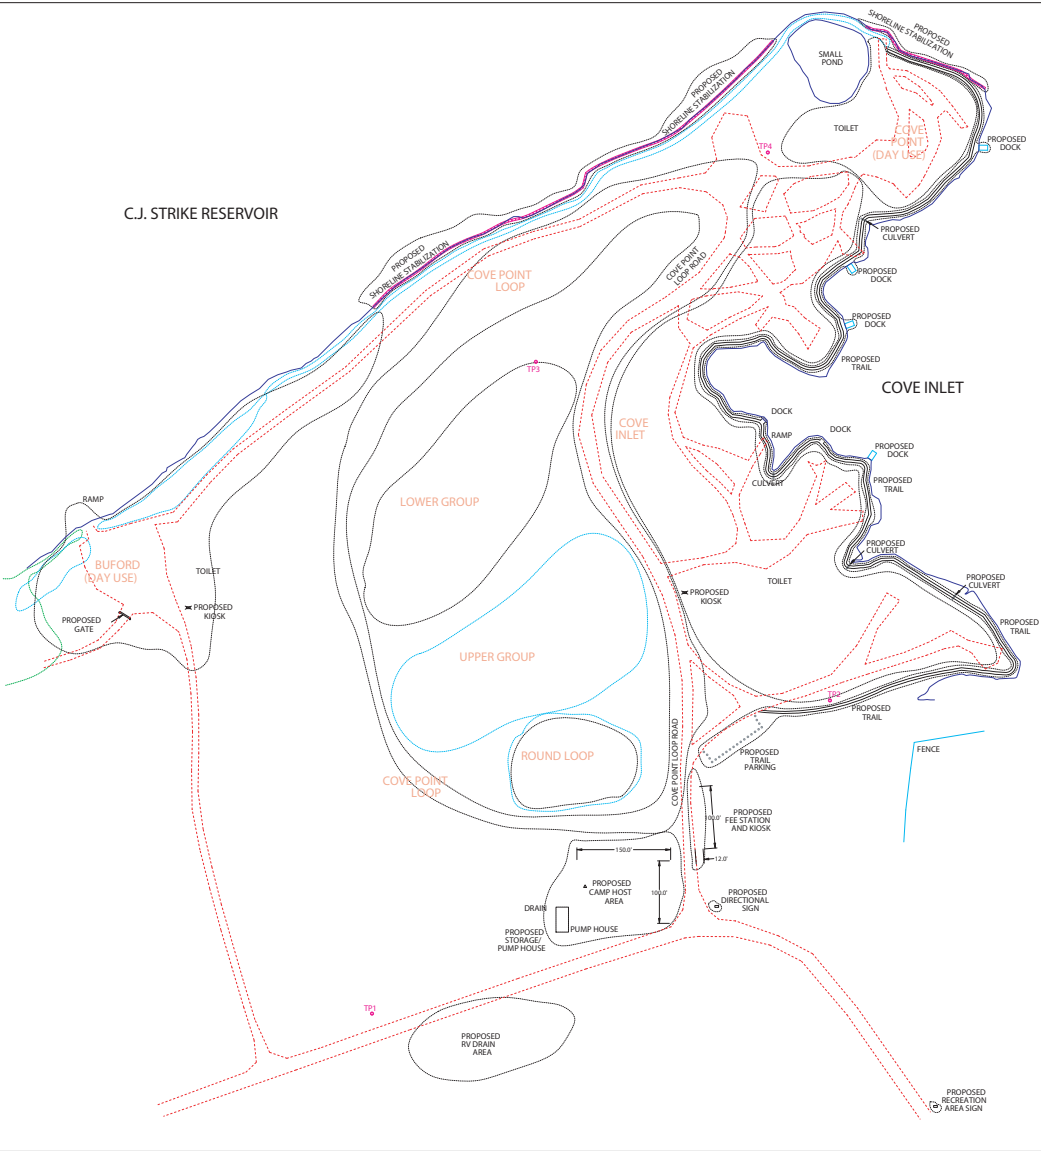 PROPOSED
SHORELINE STABILIZATION
SMALL
POND
PROPOSED
SHORELINE STABILIZATION
TOILET
COVE
POINT
(DAY USE)
PROPOSED
DOCK
TP4
C.J. STRIKE RESERVOIR
PROPOSED
CULVERT
PROPOSED
SHORELINE STABILIZATION
COVE POINT
LOOP ROAD
COVE POINT
LOOP
PROPOSED
DOCK
PROPOSED
DOCK
PROPOSED
TRAIL
TP3
COVE INLET
DOCK
COVE
INLET
RAMP
DOCK
PROPOSED
DOCK
CULVERT
PROPOSED
TRAIL
RAMP
LOWER GROUP
PROPOSED
CULVERT
BUFORD
(DAY USE)
TOILET
TOILET
PROPOSED
CULVERT
PROPOSED
KIOSK
PROPOSED
KIOSK
PROPOSED
GATE
PROPOSED
TRAIL
UPPER GROUP
TP2
PROPOSED
TRAIL
ROUND LOOP
COVE POINT LOOP ROAD
PROPOSED
TRAIL
PARKING
FENCE
COVE POINT
LOOP
100.0'
PROPOSED
FEE STATION
AND KIOSK
150.0'
12.0'
PROPOSED
CAMP HOST
AREA
100.0'
PROPOSED
DIRECTIONAL
SIGN
DRAIN
PUMP HOUSE
PROPOSED
STORAGE/
PUMP HOUSE
TP1
PROPOSED
RV DRAIN
AREA
PROPOSED
RECREATION
AREA SIGN